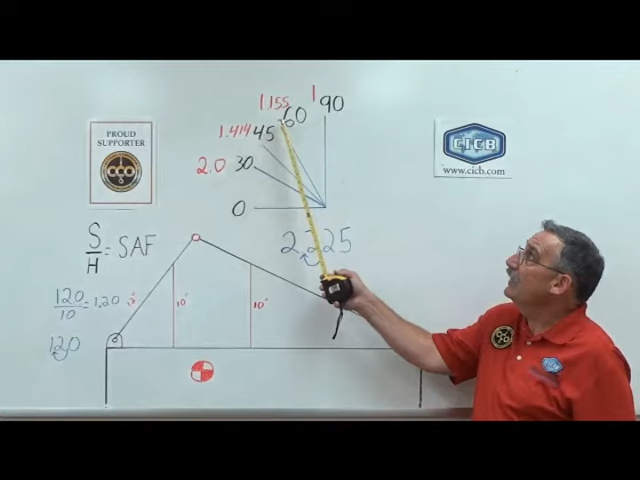 1.155
60
1
90
1.414
45
2.0
30
0
PROUD
SUPPORTER
CICB
www.cicb.com
S/H = SAF
2,225
120/10 = 1.20
10"
10"
120
CICB